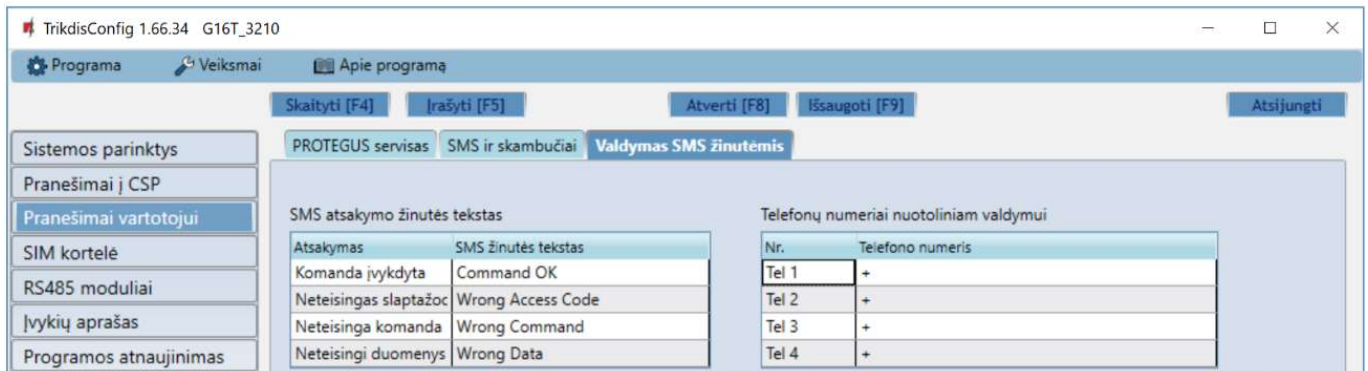 TrikdisConfig 1.66.34 G16T_3210
Programa Veiksmai Apie programą
Skaityti [F4] Įrašyti [F5] Atverti [F8] Išsaugoti [F9] Atsijungti
Sistemos parinktys
Pranešimai į CSP
Pranešimai vartotojui
SIM kortelė
RS485 moduliai
Įvykių aprašas
Programos atnaujinimas
PROTEGUS servisas SMS ir skambučiai Valdymas SMS žinutėmis
SMS atsakymo žinutės tekstas
Atsakymas SMS žinutės tekstas
Komanda įvykdyta Command OK
Neteisingas slaptažoc Wrong Access Code
Neteisinga komanda Wrong Command
Neteisingi duomenys Wrong Data
Telefonų numeriai nuotoliniam valdymui
Nr. Telefono numeris
Tel 1 +
Tel 2 +
Tel 3 +
Tel 4 +